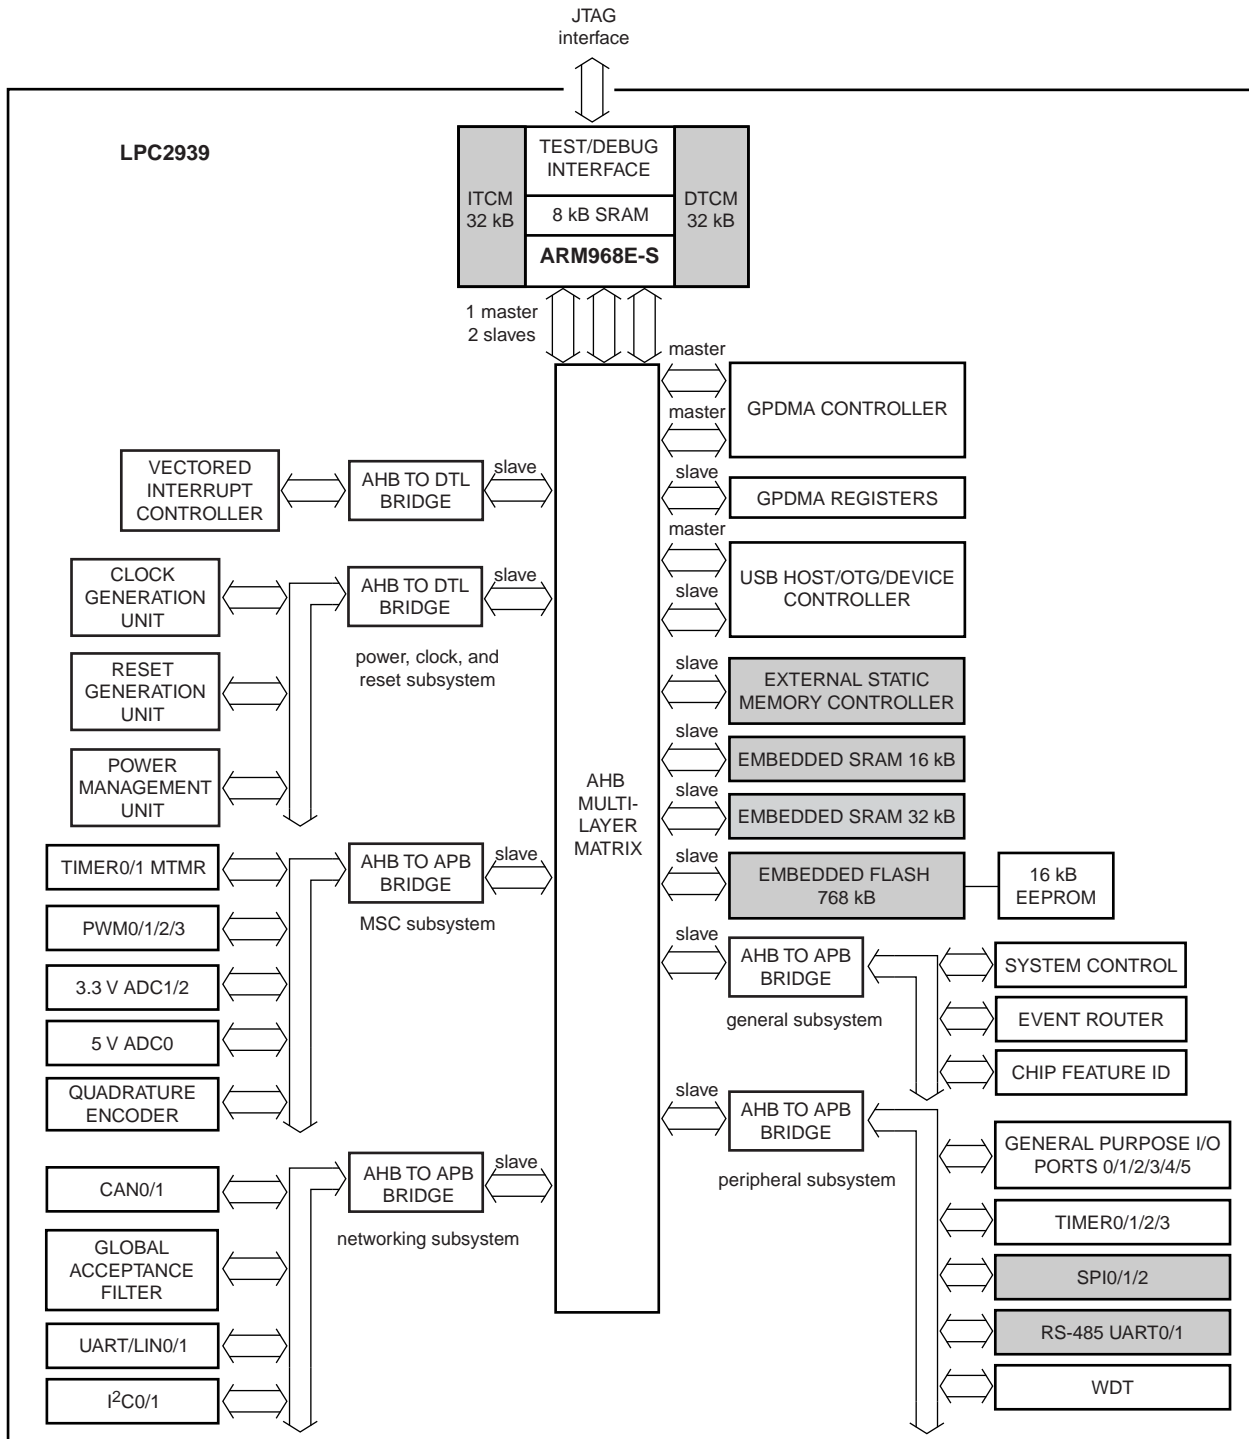 JTAG
interface
LPC2939
ITCM
32 kB
TEST/DEBUG
INTERFACE
8 kB SRAM
ARM968E-S
DTCM
32 kB
1 master
2 slaves
master
GPDMA CONTROLLER
master
slave
GPDMA REGISTERS
master
USB HOST/OTG/DEVICE
CONTROLLER
slave
slave
EXTERNAL STATIC
MEMORY CONTROLLER
slave
EMBEDDED SRAM 16 kB
slave
EMBEDDED SRAM 32 kB
slave
EMBEDDED FLASH
768 kB
16 kB
EEPROM
slave
AHB TO APB
BRIDGE
general subsystem
SYSTEM CONTROL
EVENT ROUTER
CHIP FEATURE ID
slave
AHB TO APB
BRIDGE
peripheral subsystem
GENERAL PURPOSE I/O
PORTS 0/1/2/3/4/5
TIMER0/1/2/3
SPI0/1/2
RS-485 UART0/1
WDT
AHB
MULTI-
LAYER
MATRIX
VECTORED
INTERRUPT
CONTROLLER
AHB TO DTL
BRIDGE
slave
CLOCK
GENERATION
UNIT
AHB TO DTL
BRIDGE
slave
power, clock, and
reset subsystem
RESET
GENERATION
UNIT
POWER
MANAGEMENT
UNIT
TIMER0/1 MTMR
AHB TO APB
BRIDGE
slave
MSC subsystem
PWM0/1/2/3
3.3 V ADC1/2
5 V ADC0
QUADRATURE
ENCODER
CAN0/1
AHB TO APB
BRIDGE
slave
networking subsystem
GLOBAL
ACCEPTANCE
FILTER
UART/LIN0/1
I2C0/1